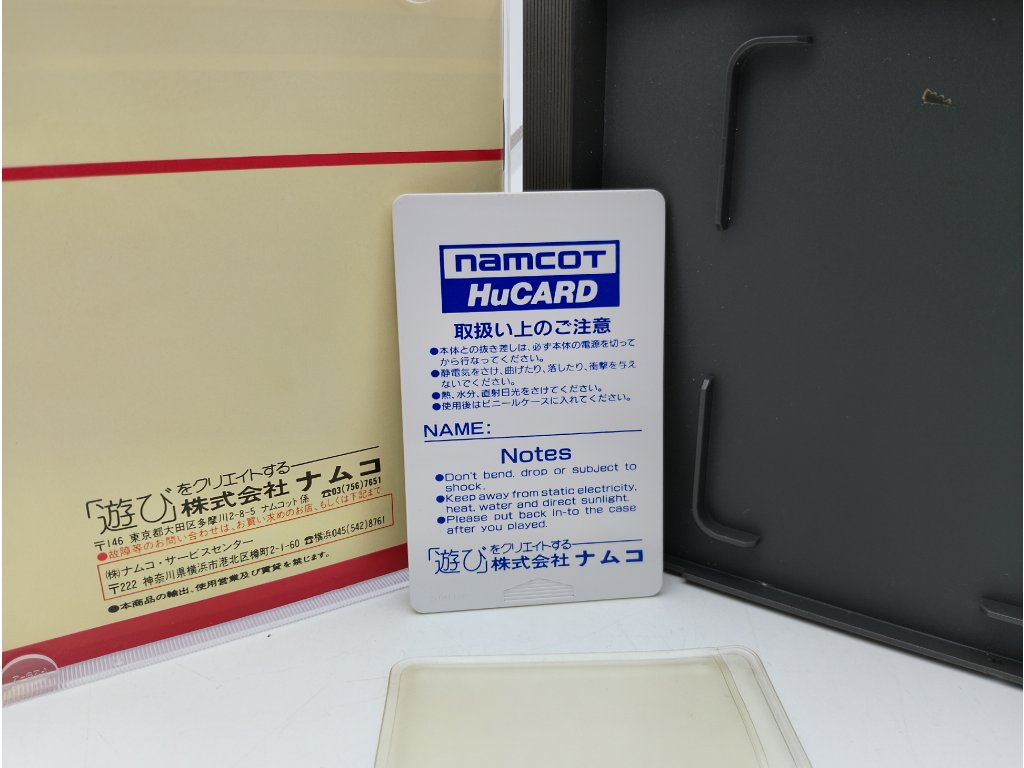 「遊び」をクリエイトする
株式会社ナムコ
〒146 東京都大田区多摩川2-8-5 ナムコット係 ☎03(756)7651
●故障等のお問い合わせは、お買い求めのお店、もしくは下記まで
(株)ナムコ・サービスセンター
〒222 神奈川県横浜市港北区樽町2-1-60 ☎横浜045(542)8761
●本商品の輸出、使用営業及び賃貸を禁じます。
namcot
HuCARD
取扱い上のご注意
●本体との抜き差しは、必ず本体の電源を切って
から行なってください。
●静電気をさけ、曲げたり、落したり、衝撃を与え
ないでください。
●熱、水分、直射日光をさけてください。
●使用後はビニールケースに入れてください。
NAME:
Notes
●Don't bend, drop or subject to
shock.
●Keep away from static electricity,
heat, water and direct sunlight.
●Please put back in-to the case
after you played.
「遊び」をクリエイトする
株式会社ナムコ